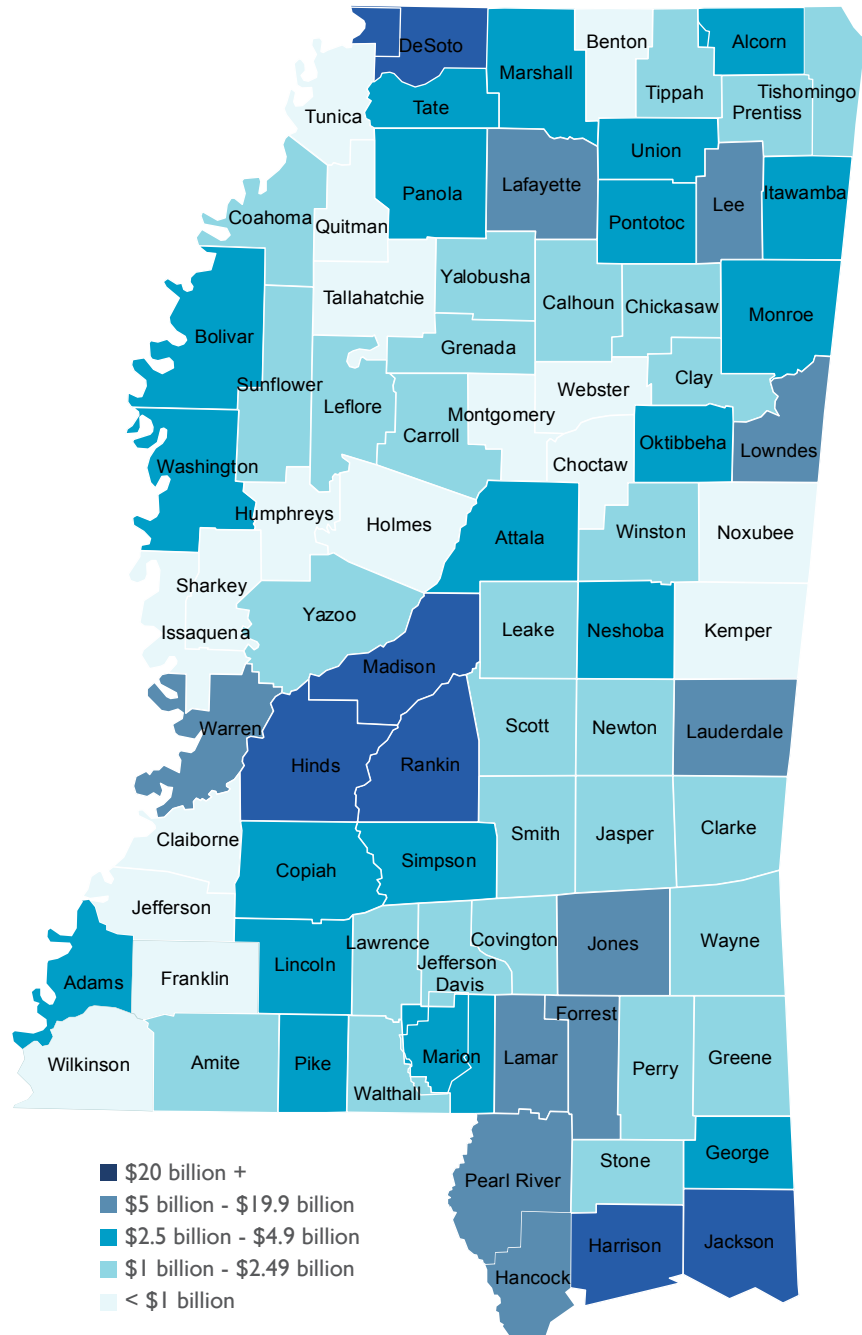 DeSoto
Benton
Alcorn
Marshall
Tippah
Tishomingo
Prentiss
Tunica
Tate
Union
Panola
Lafayette
Lee
Itawamba
Coahoma
Quitman
Pontotoc
Yalobusha
Tallahatchie
Calhoun
Chickasaw
Monroe
Bolivar
Grenada
Sunflower
Leflore
Webster
Clay
Montgomery
Carroll
Oktibbeha
Lowndes
Washington
Choctaw
Humphreys
Holmes
Attala
Winston
Noxubee
Sharkey
Yazoo
Issaquena
Leake
Neshoba
Kemper
Madison
Warren
Scott
Newton
Lauderdale
Hinds
Rankin
Claiborne
Smith
Jasper
Clarke
Copiah
Simpson
Jefferson
Lawrence
Covington
Jones
Wayne
Jefferson
Davis
Adams
Franklin
Lincoln
Forrest
Wilkinson
Amite
Pike
Marion
Lamar
Perry
Greene
Walthall
Pearl River
Stone
George
Harrison
Jackson
Hancock
$20 billion +
$5 billion - $19.9 billion
$2.5 billion - $4.9 billion
$1 billion - $2.49 billion
< $1 billion